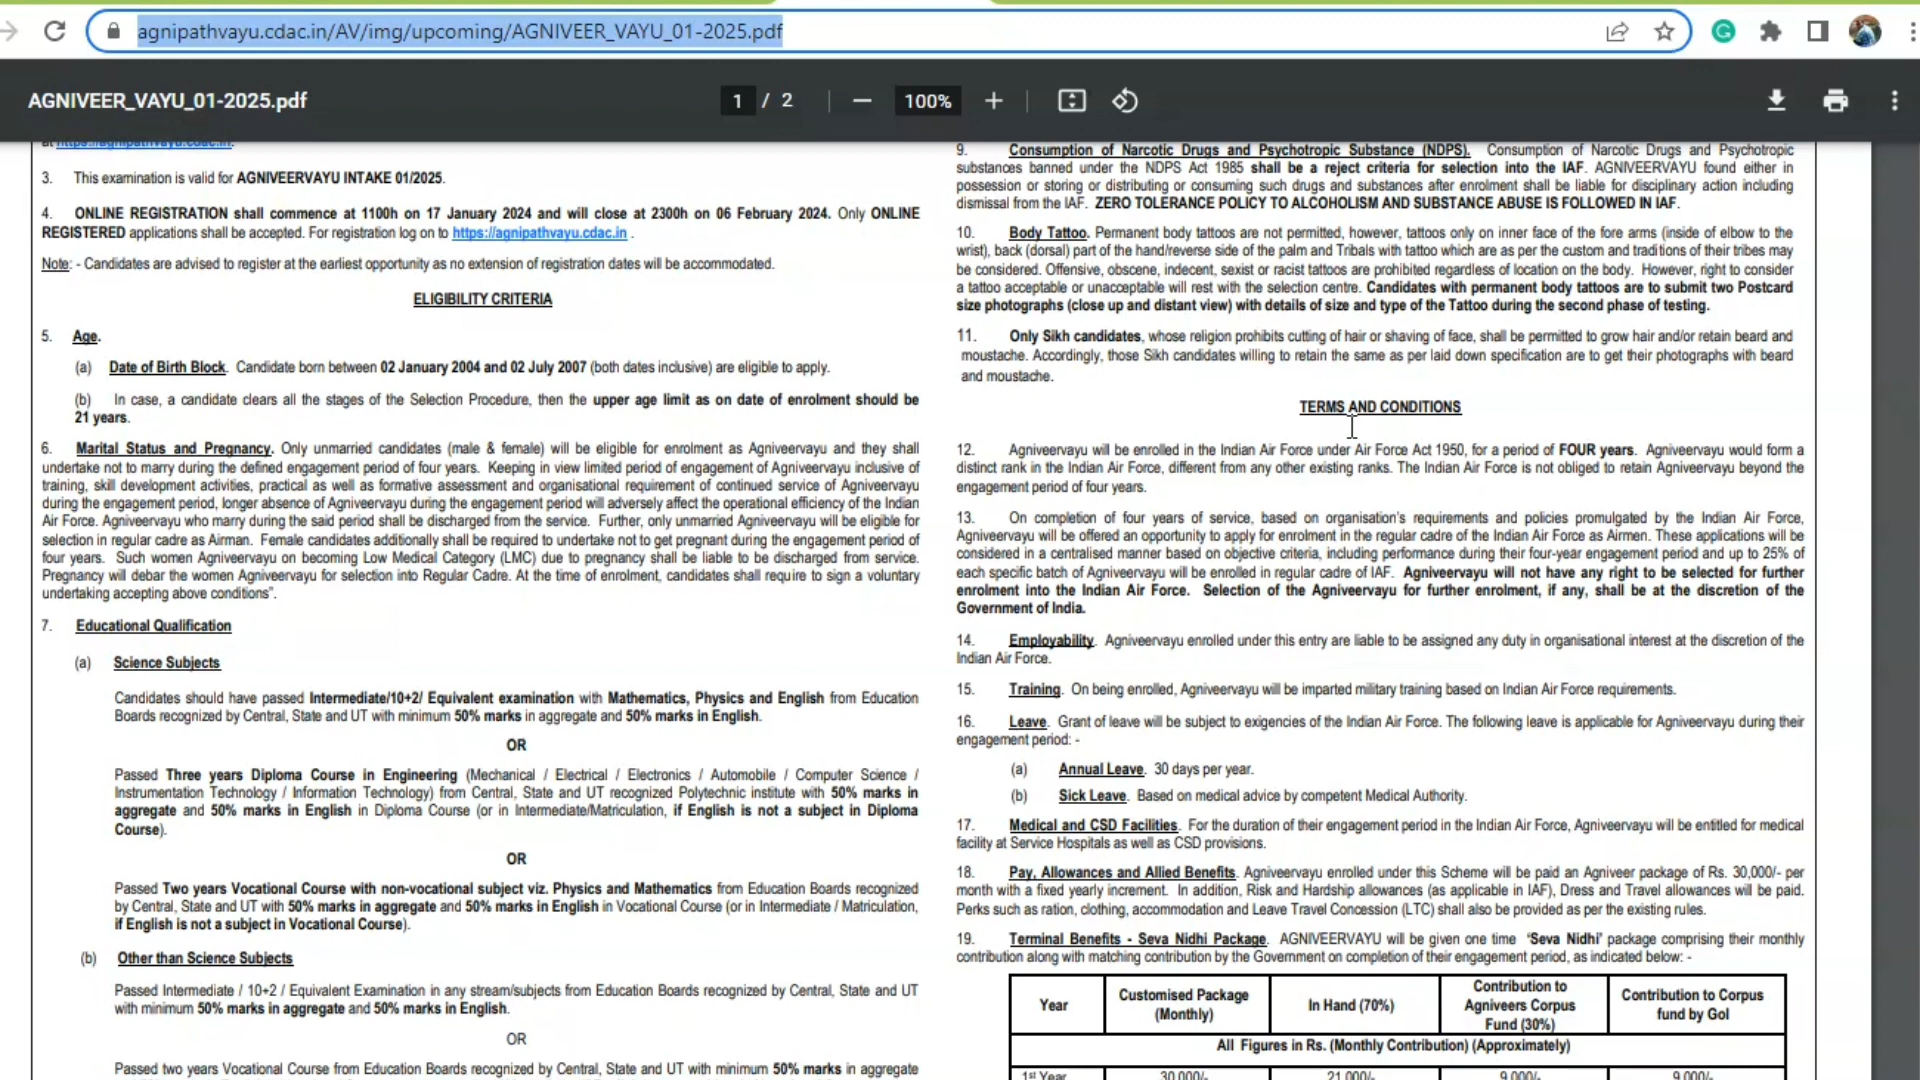 agnipathvayu.cdac.in/AV/img/upcoming/AGNIVEER_VAYU_01-2025.pdf
AGNIVEER_VAYU_01-2025.pdf
1 / 2
100%
at https://agnipathvayu.cdac.in.
3. This examination is valid for AGNIVEERVAYU INTAKE 01/2025.
4. ONLINE REGISTRATION shall commence at 1100h on 17 January 2024 and will close at 2300h on 06 February 2024. Only ONLINE
REGISTERED applications shall be accepted. For registration log on to https://agnipathvayu.cdac.in .
Note: - Candidates are advised to register at the earliest opportunity as no extension of registration dates will be accommodated.
ELIGIBILITY CRITERIA
5. Age.
(a) Date of Birth Block. Candidate born between 02 January 2004 and 02 July 2007 (both dates inclusive) are eligible to apply.
(b) In case, a candidate clears all the stages of the Selection Procedure, then the upper age limit as on date of enrolment should be
21 years.
6. Marital Status and Pregnancy. Only unmarried candidates (male & female) will be eligible for enrolment as Agniveervayu and they shall
undertake not to marry during the defined engagement period of four years. Keeping in view limited period of engagement of Agniveervayu inclusive of
training, skill development activities, practical as well as formative assessment and organisational requirement of continued service of Agniveervayu
during the engagement period, longer absence of Agniveervayu during the engagement period will adversely affect the operational efficiency of the Indian
Air Force. Agniveervayu who marry during the said period shall be discharged from the service. Further, only unmarried Agniveervayu will be eligible for
selection in regular cadre as Airman. Female candidates additionally shall be required to undertake not to get pregnant during the engagement period of
four years. Such women Agniveervayu on becoming Low Medical Category (LMC) due to pregnancy shall be liable to be discharged from service.
Pregnancy will debar the women Agniveervayu for selection into Regular Cadre. At the time of enrolment, candidates shall require to sign a voluntary
undertaking accepting above conditions”.
7. Educational Qualification
(a) Science Subjects
Candidates should have passed Intermediate/10+2/ Equivalent examination with Mathematics, Physics and English from Education
Boards recognized by Central, State and UT with minimum 50% marks in aggregate and 50% marks in English.
OR
Passed Three years Diploma Course in Engineering (Mechanical / Electrical / Electronics / Automobile / Computer Science /
Instrumentation Technology / Information Technology) from Central, State and UT recognized Polytechnic institute with 50% marks in
aggregate and 50% marks in English in Diploma Course (or in Intermediate/Matriculation, if English is not a subject in Diploma
Course).
OR
Passed Two years Vocational Course with non-vocational subject viz. Physics and Mathematics from Education Boards recognized
by Central, State and UT with 50% marks in aggregate and 50% marks in English in Vocational Course (or in Intermediate / Matriculation,
if English is not a subject in Vocational Course).
(b) Other than Science Subjects
Passed Intermediate / 10+2 / Equivalent Examination in any stream/subjects from Education Boards recognized by Central, State and UT
with minimum 50% marks in aggregate and 50% marks in English.
OR
Passed two years Vocational Course from Education Boards recognized by Central, State and UT with minimum 50% marks in aggregate
9. Consumption of Narcotic Drugs and Psychotropic Substance (NDPS). Consumption of Narcotic Drugs and Psychotropic
substances banned under the NDPS Act 1985 shall be a reject criteria for selection into the IAF. AGNIVEERVAYU found either in
possession or storing or distributing or consuming such drugs and substances after enrolment shall be liable for disciplinary action including
dismissal from the IAF. ZERO TOLERANCE POLICY TO ALCOHOLISM AND SUBSTANCE ABUSE IS FOLLOWED IN IAF.
10. Body Tattoo. Permanent body tattoos are not permitted, however, tattoos only on inner face of the fore arms (inside of elbow to the
wrist), back (dorsal) part of the hand/reverse side of the palm and Tribals with tattoo which are as per the custom and traditions of their tribes may
be considered. Offensive, obscene, indecent, sexist or racist tattoos are prohibited regardless of location on the body. However, right to consider
a tattoo acceptable or unacceptable will rest with the selection centre. Candidates with permanent body tattoos are to submit two Postcard
size photographs (close up and distant view) with details of size and type of the Tattoo during the second phase of testing.
11. Only Sikh candidates, whose religion prohibits cutting of hair or shaving of face, shall be permitted to grow hair and/or retain beard and
moustache. Accordingly, those Sikh candidates willing to retain the same as per laid down specification are to get their photographs with beard
and moustache.
TERMS AND CONDITIONS
12. Agniveervayu will be enrolled in the Indian Air Force under Air Force Act 1950, for a period of FOUR years. Agniveervayu would form a
distinct rank in the Indian Air Force, different from any other existing ranks. The Indian Air Force is not obliged to retain Agniveervayu beyond the
engagement period of four years.
13. On completion of four years of service, based on organisation’s requirements and policies promulgated by the Indian Air Force,
Agniveervayu will be offered an opportunity to apply for enrolment in the regular cadre of the Indian Air Force as Airmen. These applications will be
considered in a centralised manner based on objective criteria, including performance during their four-year engagement period and up to 25% of
each specific batch of Agniveervayu will be enrolled in regular cadre of IAF. Agniveervayu will not have any right to be selected for further
enrolment into the Indian Air Force. Selection of the Agniveervayu for further enrolment, if any, shall be at the discretion of the
Government of India.
14. Employability. Agniveervayu enrolled under this entry are liable to be assigned any duty in organisational interest at the discretion of the
Indian Air Force.
15. Training. On being enrolled, Agniveervayu will be imparted military training based on Indian Air Force requirements.
16. Leave. Grant of leave will be subject to exigencies of the Indian Air Force. The following leave is applicable for Agniveervayu during their
engagement period: -
(a) Annual Leave. 30 days per year.
(b) Sick Leave. Based on medical advice by competent Medical Authority.
17. Medical and CSD Facilities. For the duration of their engagement period in the Indian Air Force, Agniveervayu will be entitled for medical
facility at Service Hospitals as well as CSD provisions.
18. Pay, Allowances and Allied Benefits. Agniveervayu enrolled under this Scheme will be paid an Agniveer package of Rs. 30,000/- per
month with a fixed yearly increment. In addition, Risk and Hardship allowances (as applicable in IAF), Dress and Travel allowances will be paid.
Perks such as ration, clothing, accommodation and Leave Travel Concession (LTC) shall also be provided as per the existing rules.
19. Terminal Benefits - Seva Nidhi Package. AGNIVEERVAYU will be given one time ‘Seva Nidhi’ package comprising their monthly
contribution along with matching contribution by the Government on completion of their engagement period, as indicated below: -
Year
Customised Package
(Monthly)
In Hand (70%)
Contribution to
Agniveers Corpus
Fund (30%)
Contribution to Corpus
fund by GoI
All Figures in Rs. (Monthly Contribution) (Approximately)
1st Year 30,000/- 21,000/- 9,000/- 9,000/-